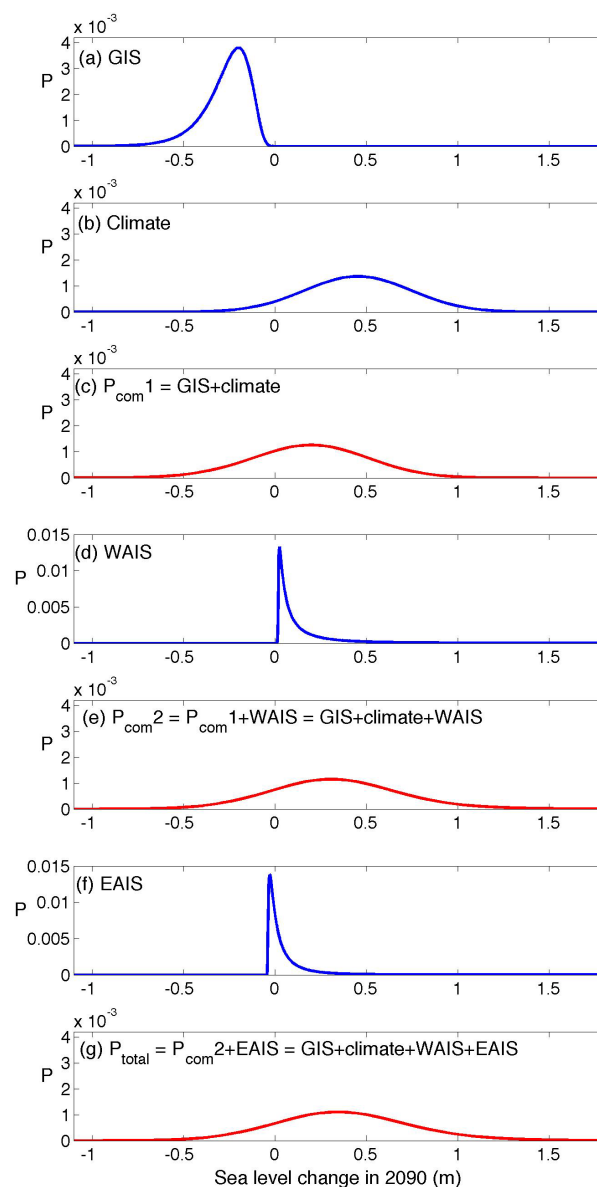 x 10-3
4
(a) GIS
3
P
2
1
0
-1 -0.5 0 0.5 1 1.5
x 10-3
4
(b) Climate
3
P
2
1
0
-1 -0.5 0 0.5 1 1.5
x 10-3
4
(c) Pcom1 = GIS+climate
3
P
2
1
0
-1 -0.5 0 0.5 1 1.5
0.015
(d) WAIS
0.01
P
0.005
0
-1 -0.5 0 0.5 1 1.5
x 10-3
4
(e) Pcom2 = Pcom1+WAIS = GIS+climate+WAIS
3
P
2
1
0
-1 -0.5 0 0.5 1 1.5
0.015
(f) EAIS
0.01
P
0.005
0
-1 -0.5 0 0.5 1 1.5
x 10-3
4
(g) Ptotal = Pcom2+EAIS = GIS+climate+WAIS+EAIS
3
P
2
1
0
-1 -0.5 0 0.5 1 1.5
Sea level change in 2090 (m)